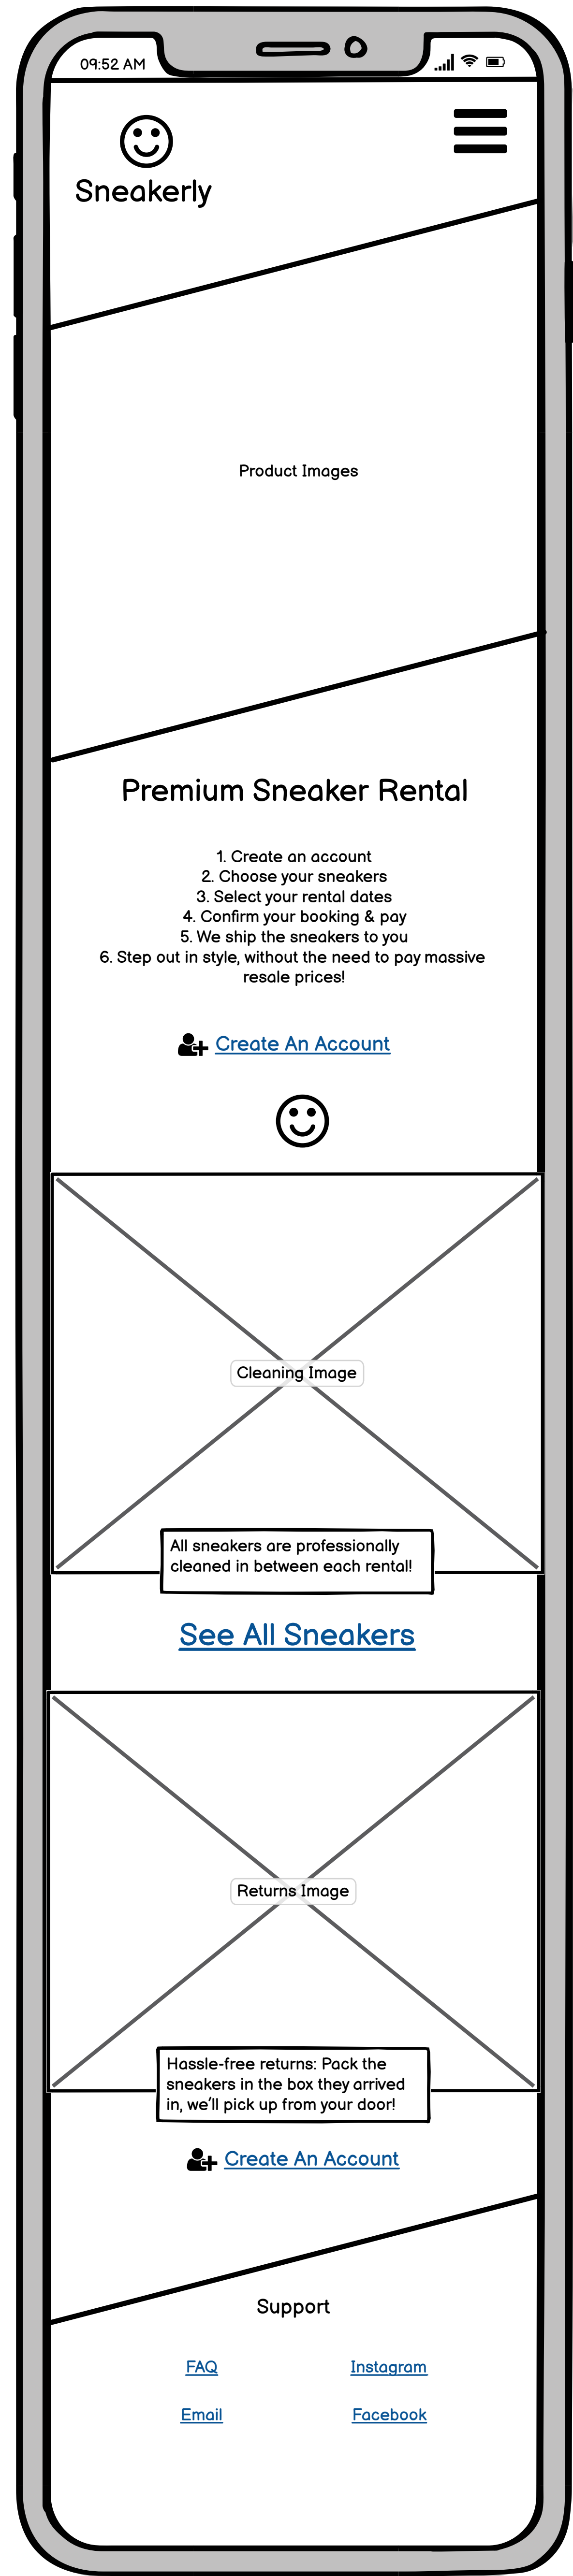 09:52 AM
Sneakerly
Product Images
Premium Sneaker Rental
1. Create an account
2. Choose your sneakers
3. Select your rental dates
4. Confirm your booking & pay
5. We ship the sneakers to you
6. Step out in style, without the need to pay massive
resale prices!
Create An Account
Cleaning Image
All sneakers are professionally
cleaned in between each rental!
See All Sneakers
Returns Image
Hassle-free returns: Pack the
sneakers in the box they arrived
in, we'll pick up from your door!
Create An Account
Support
FAQ Instagram
Email Facebook